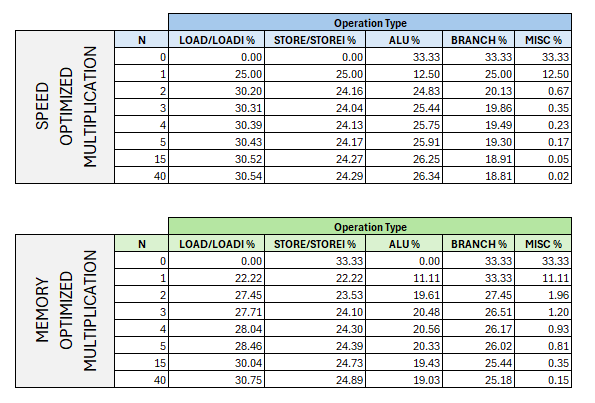 Operation Type
SPEED OPTIMIZED MULTIPLICATION
N LOAD/LOADI % STORE/STOREI % ALU % BRANCH % MISC %
0 0.00 0.00 33.33 33.33 33.33
1 25.00 25.00 12.50 25.00 12.50
2 30.20 24.16 24.83 20.13 0.67
3 30.31 24.04 25.44 19.86 0.35
4 30.39 24.13 25.75 19.49 0.23
5 30.43 24.17 25.91 19.30 0.17
15 30.52 24.27 26.25 18.91 0.05
40 30.54 24.29 26.34 18.81 0.02
Operation Type
MEMORY OPTIMIZED MULTIPLICATION
N LOAD/LOADI % STORE/STOREI % ALU % BRANCH % MISC %
0 0.00 33.33 0.00 33.33 33.33
1 22.22 22.22 11.11 33.33 11.11
2 27.45 23.53 19.61 27.45 1.96
3 27.71 24.10 20.48 26.51 1.20
4 28.04 24.30 20.56 26.17 0.93
5 28.46 24.39 20.33 26.02 0.81
15 30.04 24.73 19.43 25.44 0.35
40 30.75 24.89 19.03 25.18 0.15